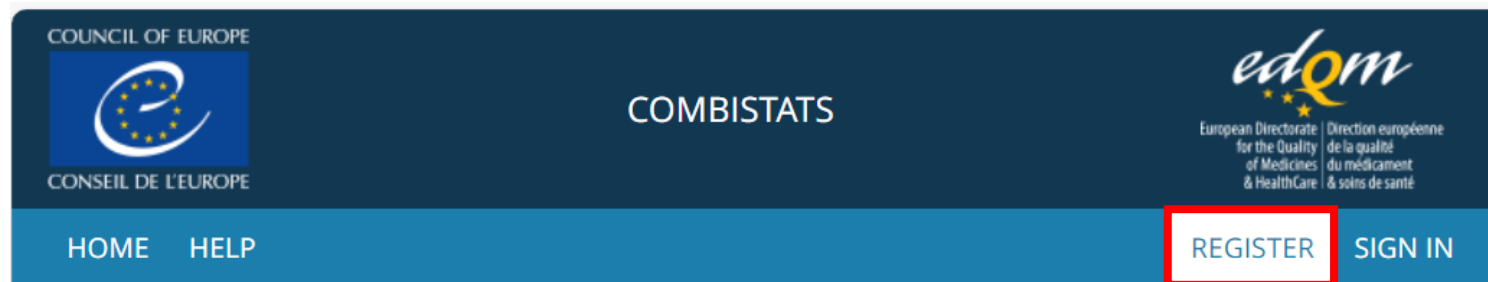 COUNCIL OF EUROPE
CONSEIL DE L'EUROPE
COMBISTATS
edQm
European Directorate
for the Quality
of Medicines
& HealthCare
Direction européenne
de la qualité
du médicament
& soins de santé
HOME HELP REGISTER SIGN IN